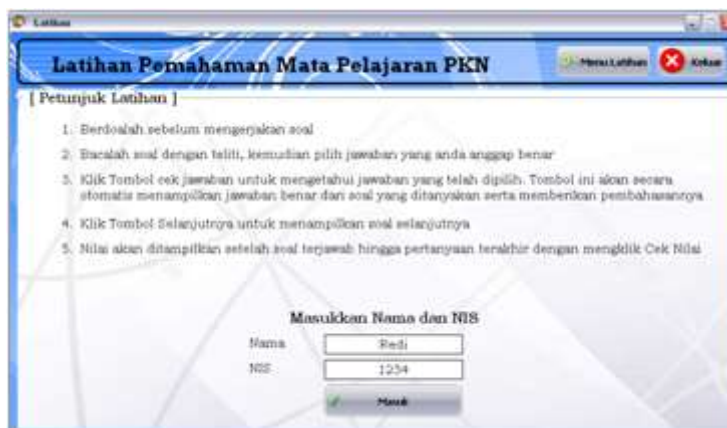 Latihan
Latihan Pemahaman Mata Pelajaran PKN
Menu Latihan
Keluar
[ Petunjuk Latihan ]
1. Berdoalah sebelum mengerjakan soal
2. Bacalah soal dengan teliti, kemudian pilih jawaban yang anda anggap benar
3. Klik Tombol cek jawaban untuk mengetahui jawaban yang telah dipilih. Tombol ini akan secara
otomatis menampilkan jawaban benar dan soal yang ditanyakan serta memberikan pembahasannya
4. Klik Tombol Selanjutnya untuk menampilkan soal selanjutnya
5. Nilai akan ditampilkan setelah soal terjawab hingga pertanyaan terakhir dengan mengklik Cek Nilai
Masukkan Nama dan NIS
Nama
Redi
NIS
1234
Masuk